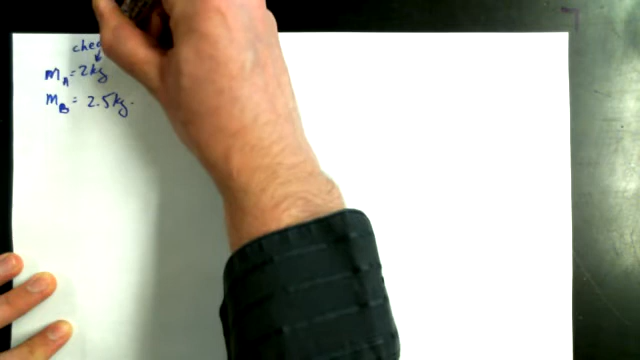 m_A = 2kg
m_B = 2.5kg.